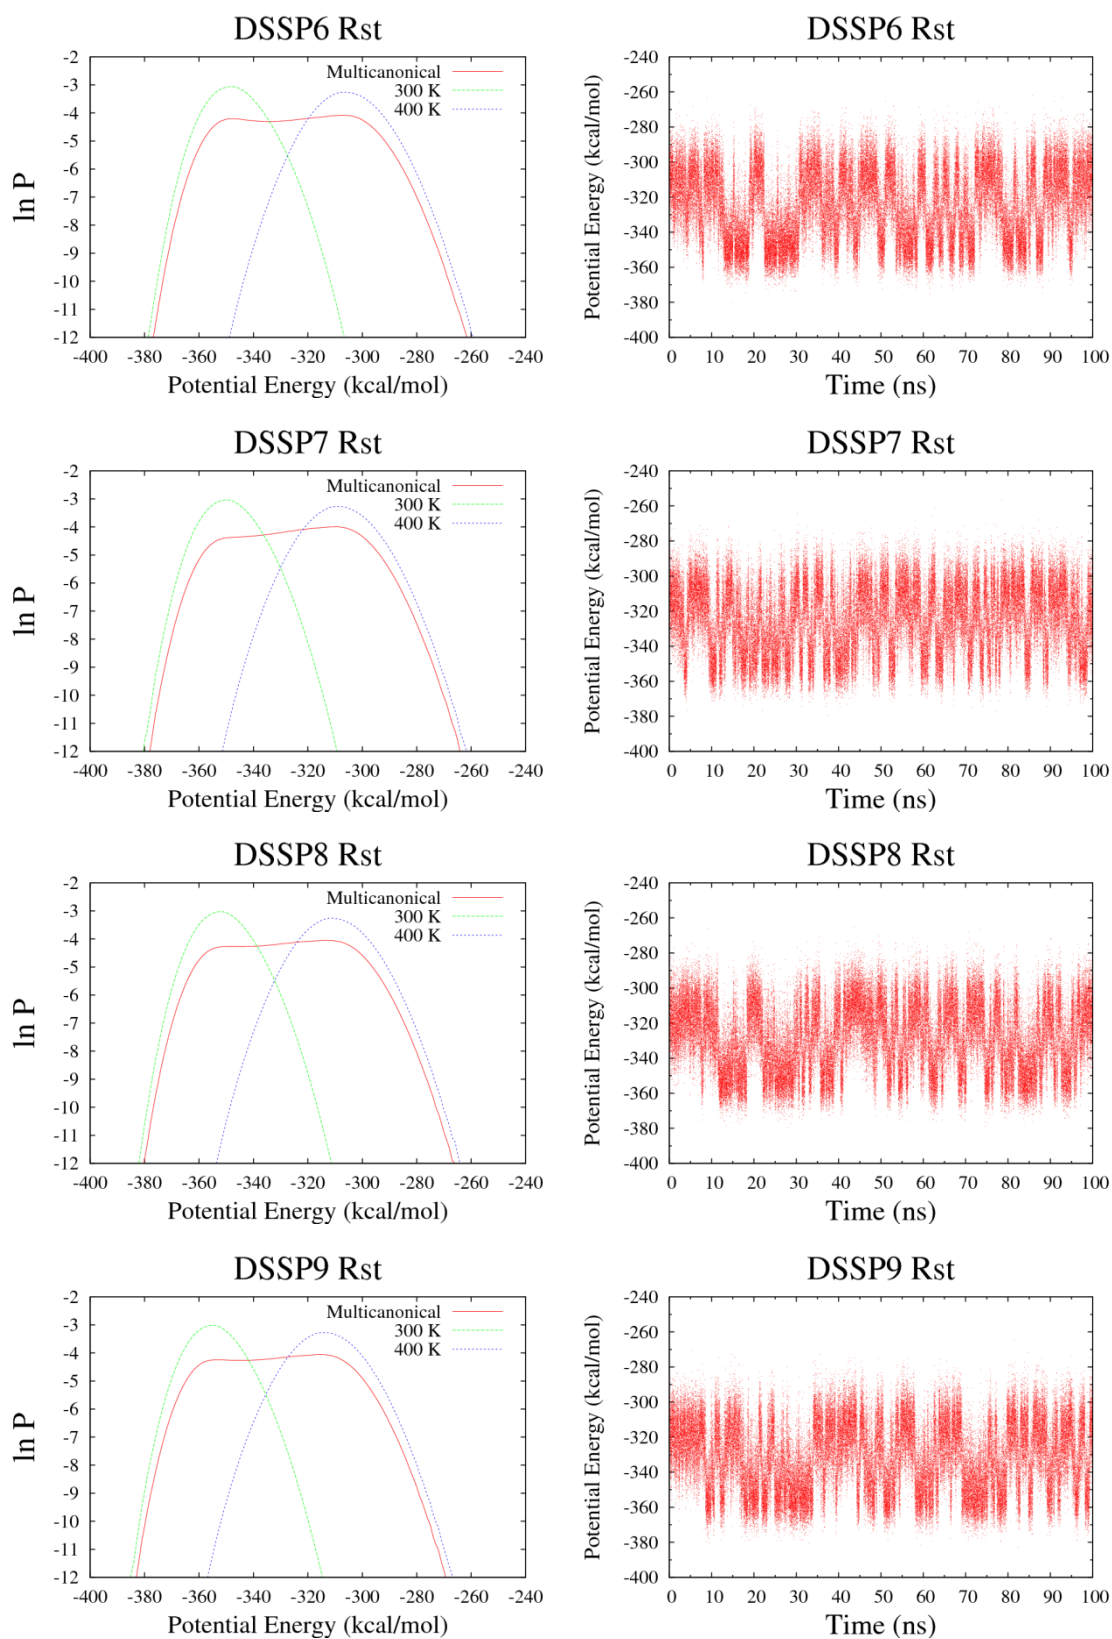 DSSP6 Rst
ln P
-2
-3
-4
-5
-6
-7
-8
-9
-10
-11
-12
Multicanonical
300 K
400 K
-400 -380 -360 -340 -320 -300 -280 -260 -240
Potential Energy (kcal/mol)
DSSP6 Rst
Potential Energy (kcal/mol)
-240
-260
-280
-300
-320
-340
-360
-380
-400
0 10 20 30 40 50 60 70 80 90 100
Time (ns)
DSSP7 Rst
ln P
-2
-3
-4
-5
-6
-7
-8
-9
-10
-11
-12
Multicanonical
300 K
400 K
-400 -380 -360 -340 -320 -300 -280 -260 -240
Potential Energy (kcal/mol)
DSSP7 Rst
Potential Energy (kcal/mol)
-240
-260
-280
-300
-320
-340
-360
-380
-400
0 10 20 30 40 50 60 70 80 90 100
Time (ns)
DSSP8 Rst
ln P
-2
-3
-4
-5
-6
-7
-8
-9
-10
-11
-12
Multicanonical
300 K
400 K
-400 -380 -360 -340 -320 -300 -280 -260 -240
Potential Energy (kcal/mol)
DSSP8 Rst
Potential Energy (kcal/mol)
-240
-260
-280
-300
-320
-340
-360
-380
-400
0 10 20 30 40 50 60 70 80 90 100
Time (ns)
DSSP9 Rst
ln P
-2
-3
-4
-5
-6
-7
-8
-9
-10
-11
-12
Multicanonical
300 K
400 K
-400 -380 -360 -340 -320 -300 -280 -260 -240
Potential Energy (kcal/mol)
DSSP9 Rst
Potential Energy (kcal/mol)
-240
-260
-280
-300
-320
-340
-360
-380
-400
0 10 20 30 40 50 60 70 80 90 100
Time (ns)